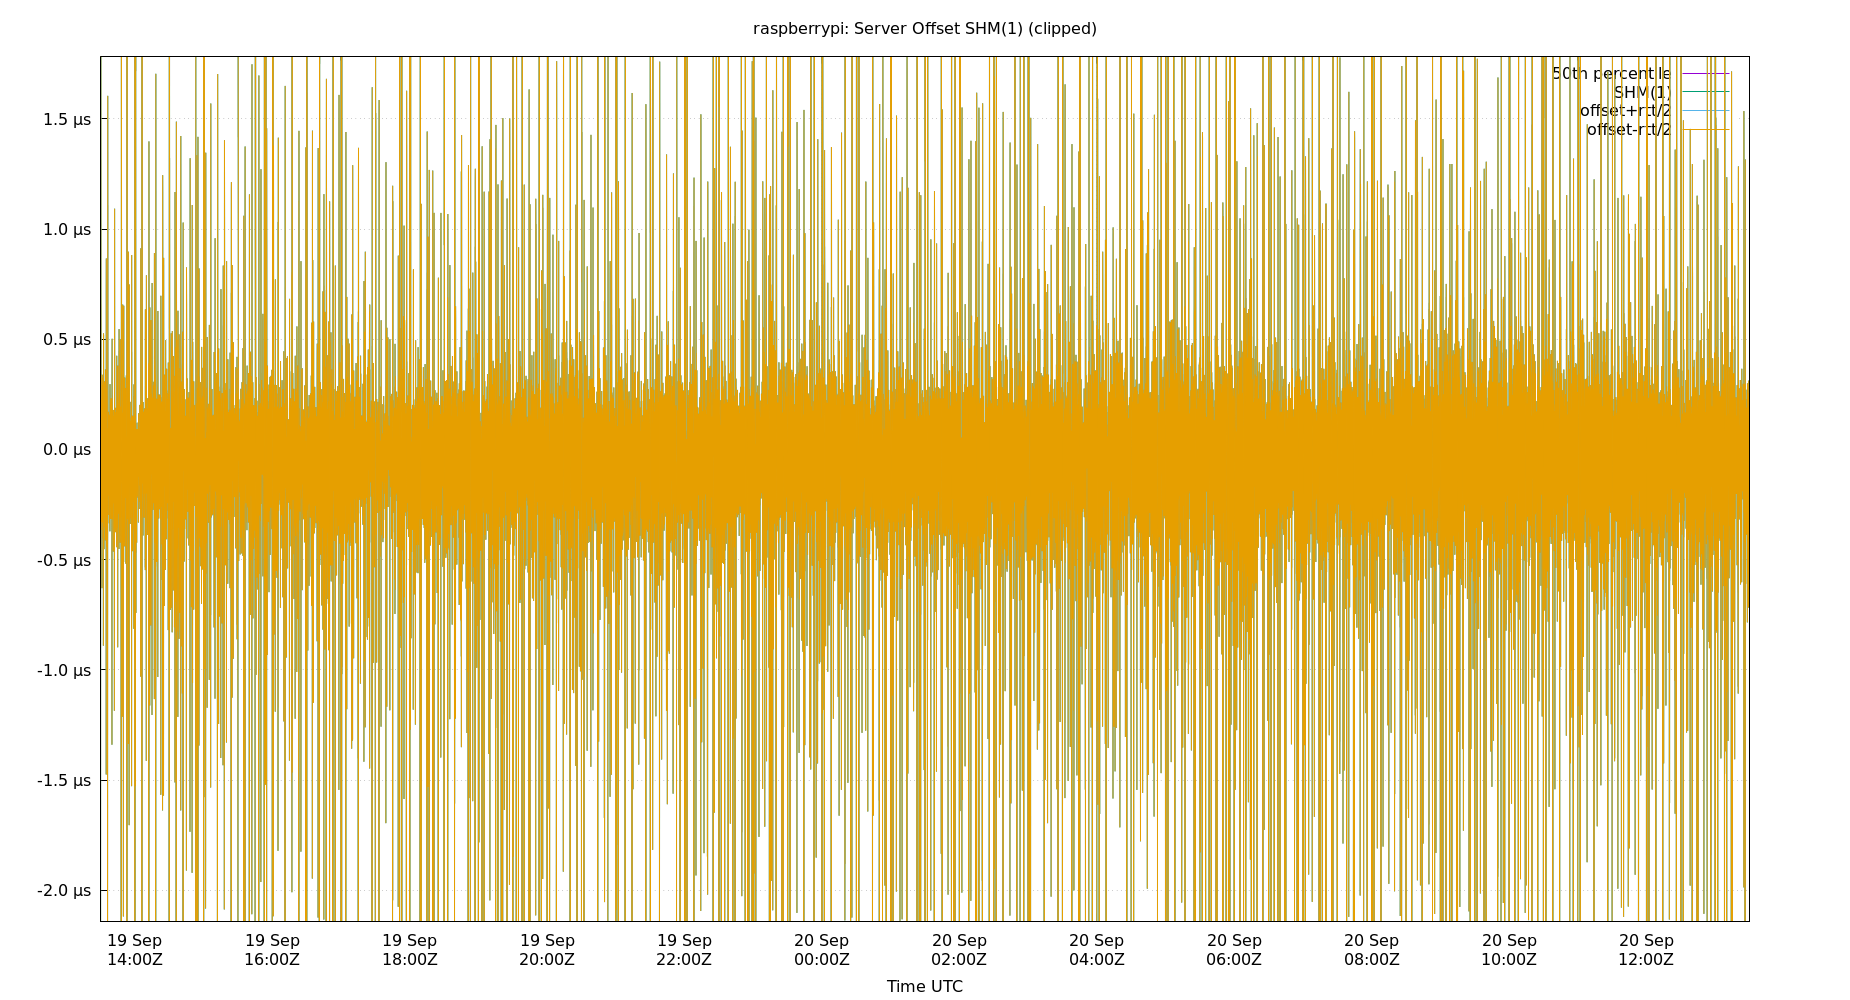 raspberrypi: Server Offset SHM(1) (clipped)
50th percentile
SHM(1)
offset+rtt/2
offset-rtt/2
1.5 µs
1.0 µs
0.5 µs
0.0 µs
-0.5 µs
-1.0 µs
-1.5 µs
-2.0 µs
19 Sep 19 Sep 19 Sep 19 Sep 19 Sep 20 Sep 20 Sep 20 Sep 20 Sep 20 Sep 20 Sep 20 Sep
14:00Z 16:00Z 18:00Z 20:00Z 22:00Z 00:00Z 02:00Z 04:00Z 06:00Z 08:00Z 10:00Z 12:00Z
Time UTC